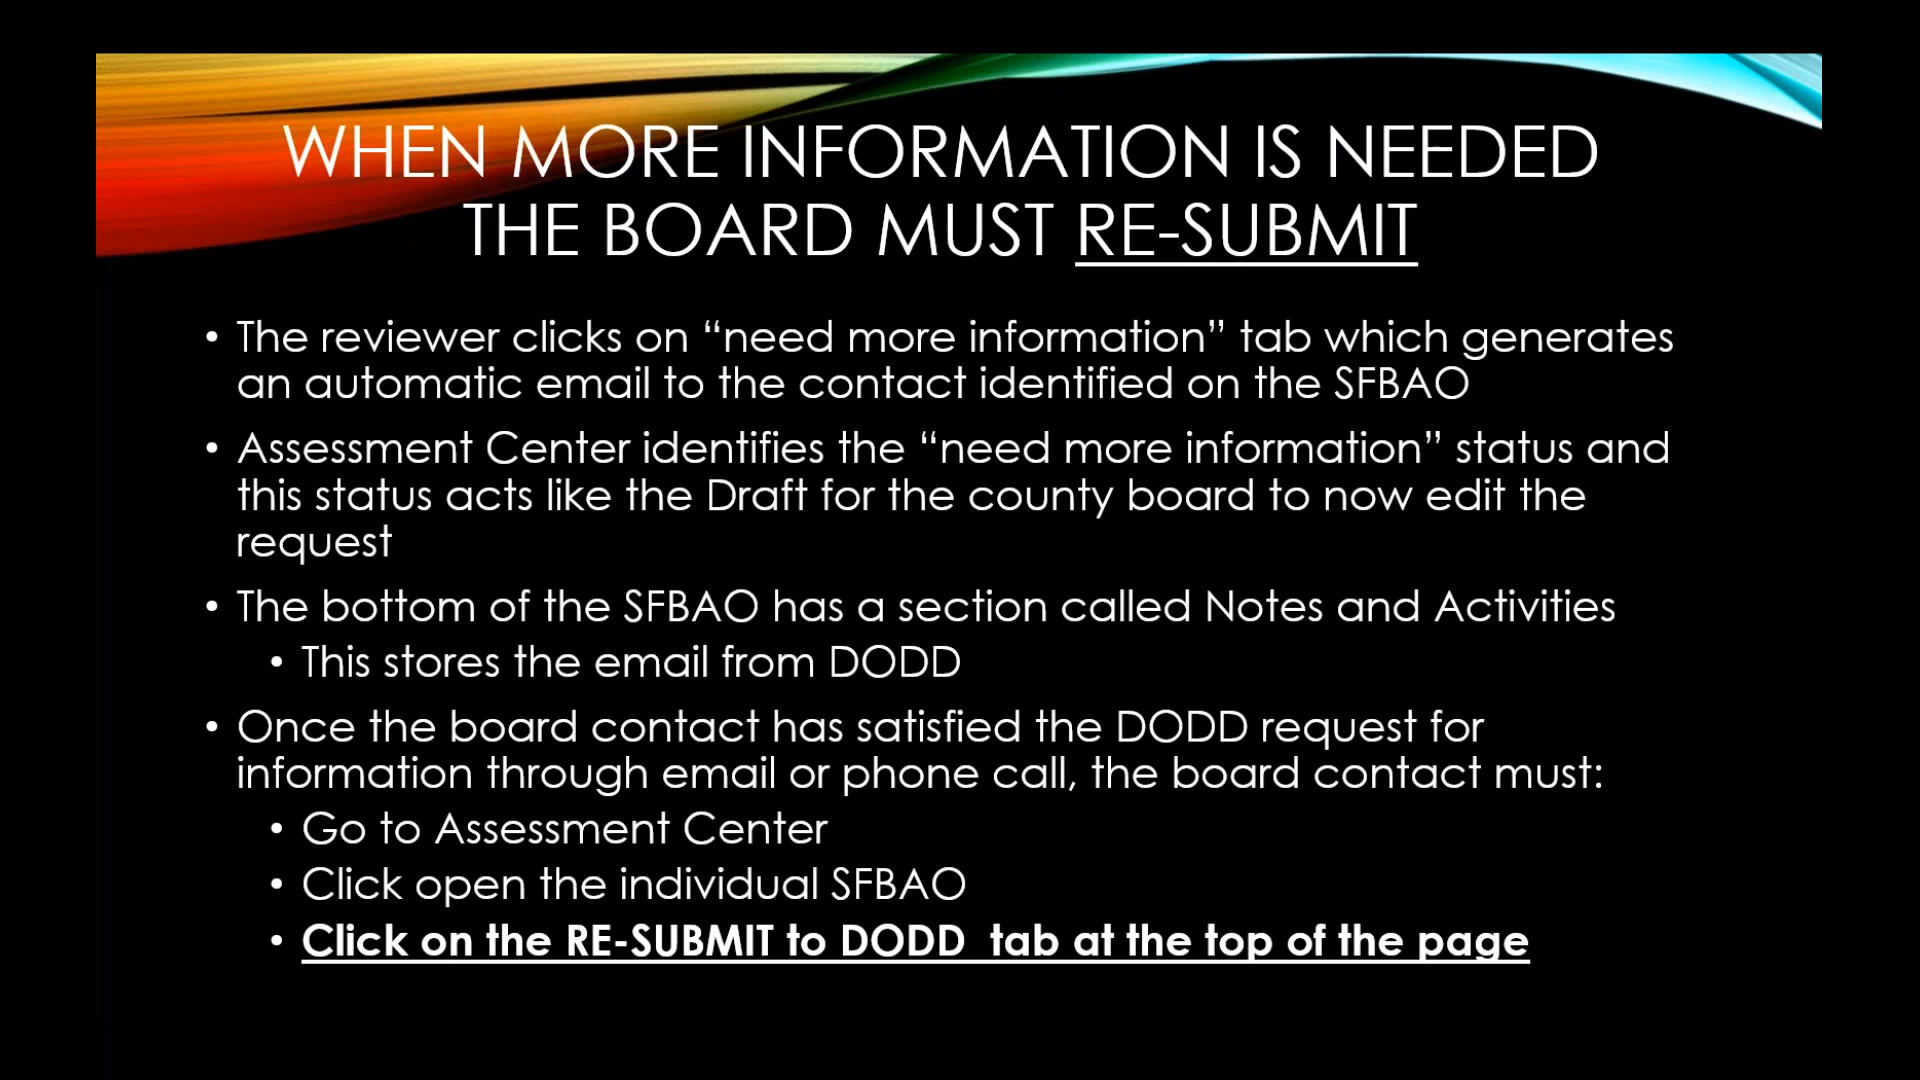 WHEN MORE INFORMATION IS NEEDED
THE BOARD MUST RE-SUBMIT
• The reviewer clicks on “need more information” tab which generates
an automatic email to the contact identified on the SFBAO
• Assessment Center identifies the “need more information” status and
this status acts like the Draft for the county board to now edit the
request
• The bottom of the SFBAO has a section called Notes and Activities
• This stores the email from DODD
• Once the board contact has satisfied the DODD request for
information through email or phone call, the board contact must:
• Go to Assessment Center
• Click open the individual SFBAO
• Click on the RE-SUBMIT to DODD  tab at the top of the page